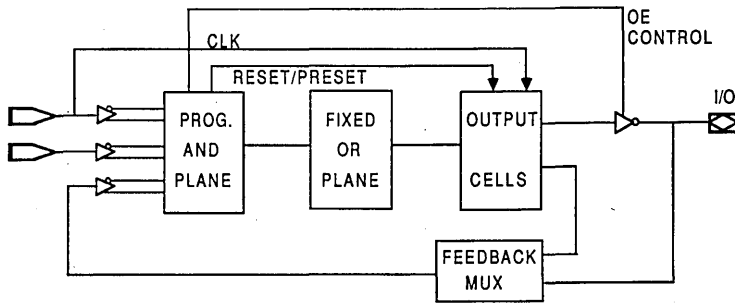 OE
CONTROL
CLK
RESET/PRESET
I/O
PROG.
AND
PLANE
FIXED
OR
PLANE
OUTPUT
CELLS
FEEDBACK
MUX